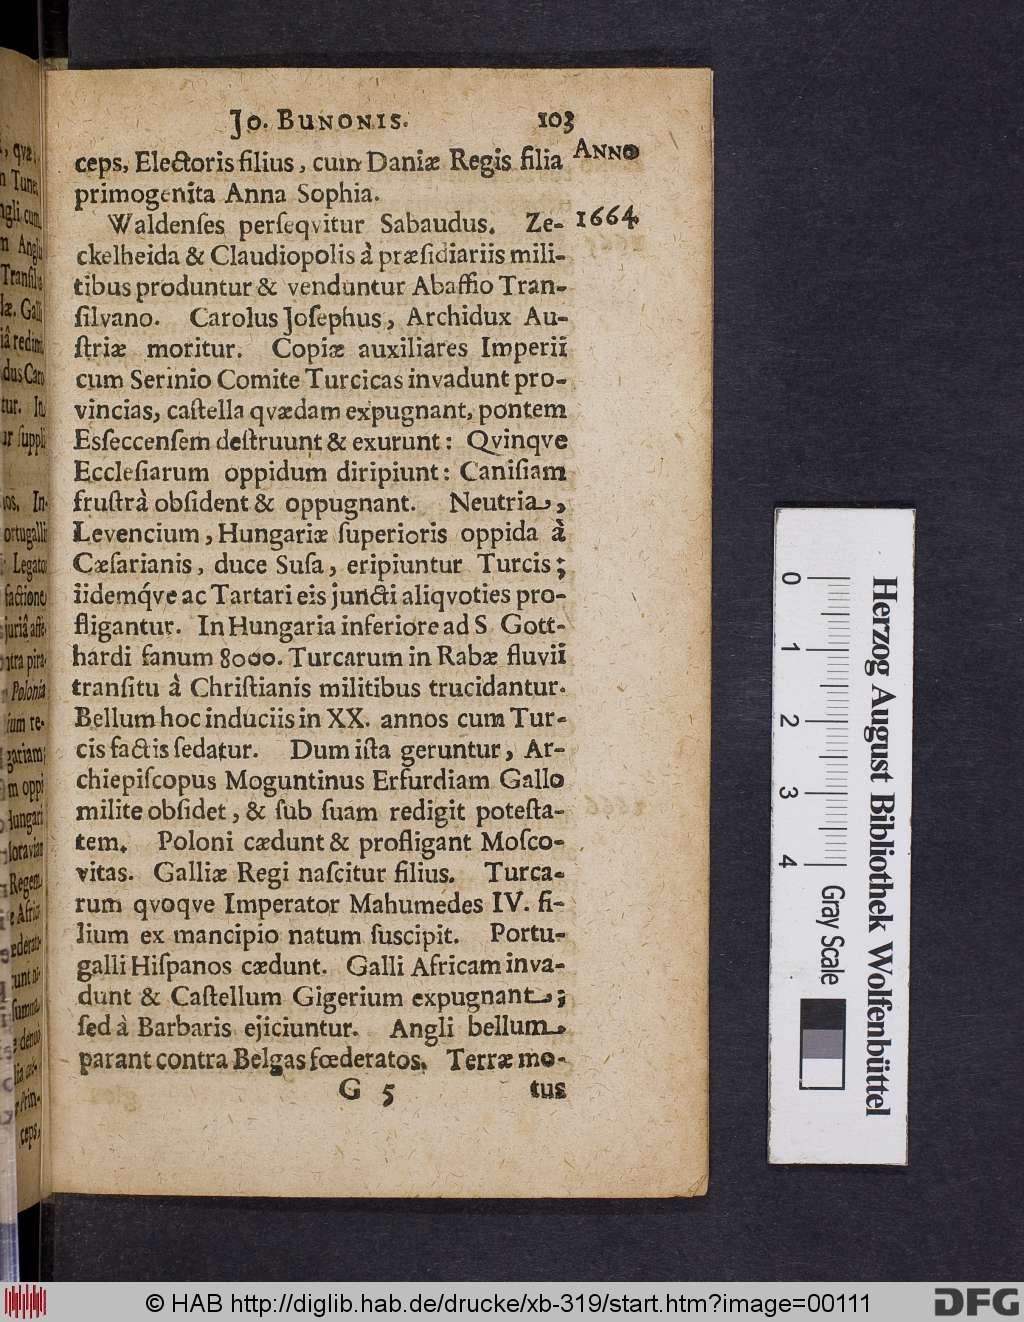 Jo. BUNONIS. 103
ANNO
ceps, Electoris filius, cum Daniæ Regis filia
primogenita Anna Sophia.
1664
Waldenſes perſeqvitur Sabaudus. Ze-
ckelheida & Claudiopolis à præſidiariis mili-
tibus produntur & venduntur Abaffio Tran-
ſilvano. Carolus Joſephus, Archidux Au-
ſtriæ moritur. Copiæ auxiliares Imperii
cum Serinio Comite Turcicas invadunt pro-
vincias, caſtella qvædam expugnant, pontem
Esſeccenſem deſtruunt & exurunt: Qvinqve
Eccleſiarum oppidum diripiunt: Caniſiam
fruſtrà obſident & oppugnant. Neutria,
Levencium, Hungariæ ſuperioris oppida à
Cæſarianis, duce Suſa, eripiuntur Turcis;
iidemq́ve ac Tartari eis juncti aliqvoties pro-
fligantur. In Hungaria inferiore ad S Gott-
hardi fanum 8000. Turcarum in Rabæ fluvii
tranſitu à Chriſtianis militibus trucidantur.
Bellum hoc induciis in XX. annos cum Tur-
cis factis ſedatur. Dum iſta geruntur, Ar-
chiepiſcopus Moguntinus Erfurdiam Gallo
milite obſidet, & ſub ſuam redigit poteſta-
tem. Poloni cædunt & profligant Moſco-
vitas. Galliæ Regi naſcitur filius. Turca-
rum qvoqve Imperator Mahumedes IV. fi-
lium ex mancipio natum ſuscipit. Portu-
galli Hiſpanos cædunt. Galli Africam inva-
dunt & Caſtellum Gigerium expugnant;
ſed à Barbaris ejiciuntur. Angli bellum
parant contra Belgas fœderatos. Terræ mo-
G 5 tus
0 1 2 3 4
Gray Scale
Herzog August Bibliothek Wolfenbüttel
© HAB http://diglib.hab.de/drucke/xb-319/start.htm?image=00111
DFG